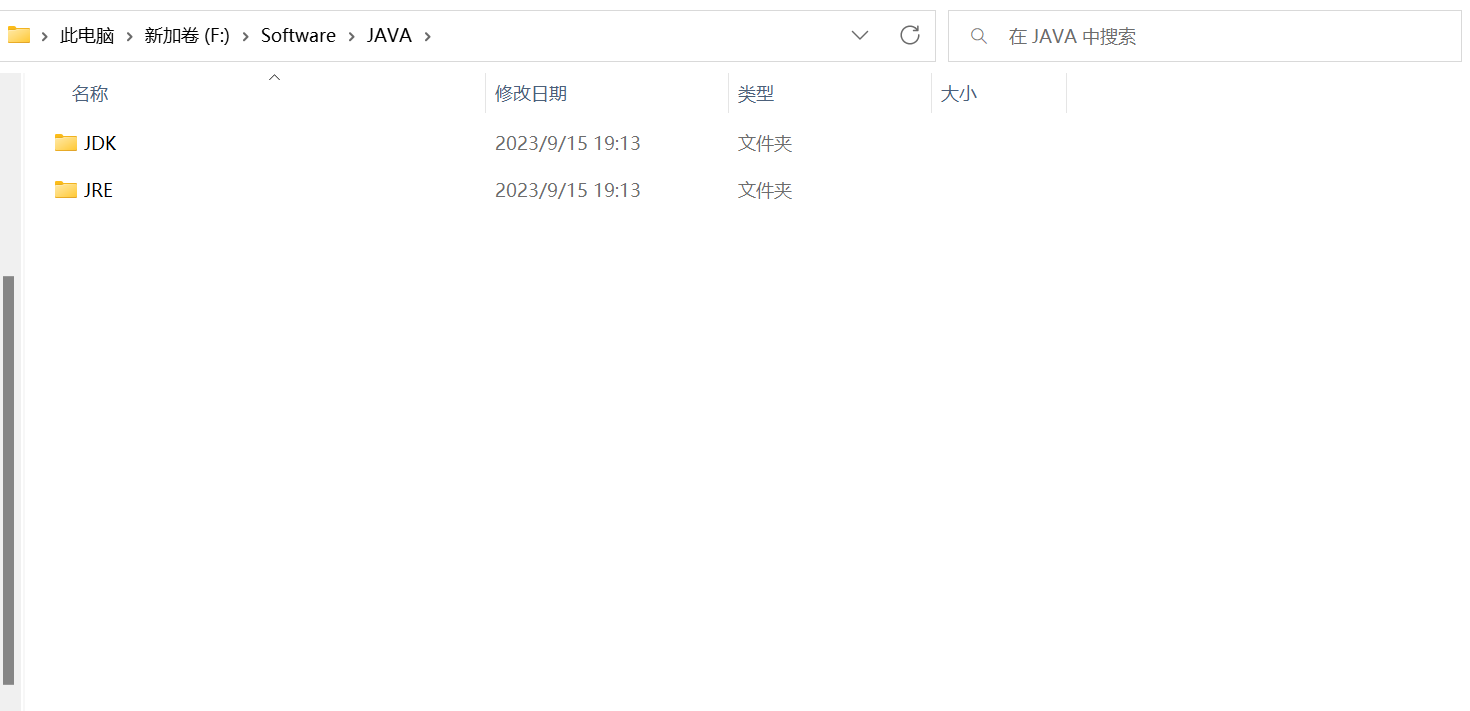 此电脑 › 新加卷 (F:) › Software › JAVA ›
在 JAVA 中搜索
名称 修改日期 类型 大小
JDK 2023/9/15 19:13 文件夹
JRE 2023/9/15 19:13 文件夹